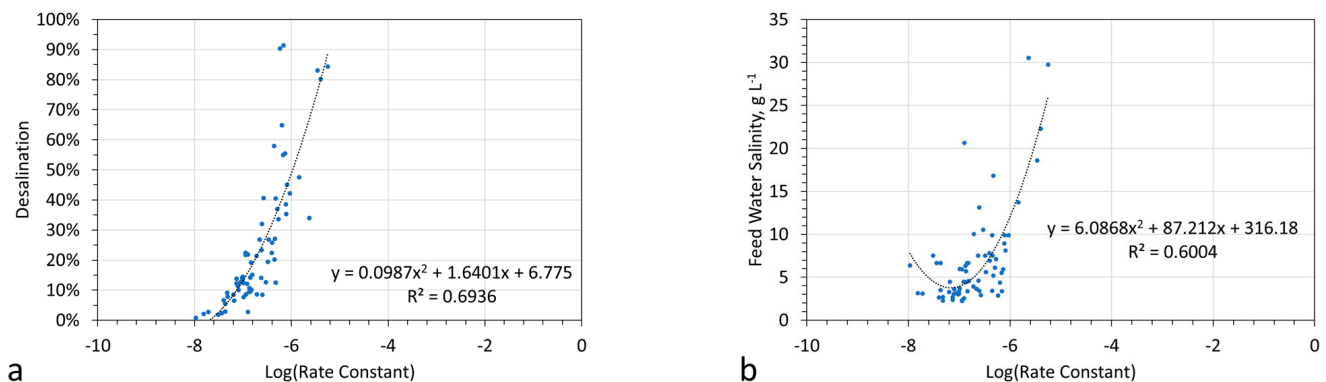 100%
90%
80%
70%
60%
50%
40%
30%
20%
10%
0%
Desalination
y = 0.0987x² + 1.6401x + 6.775
R² = 0.6936
-10 -8 -6 -4 -2 0
Log(Rate Constant)
a
35
30
25
20
15
10
5
0
Feed Water Salinity, g L⁻¹
y = 6.0868x² + 87.212x + 316.18
R² = 0.6004
-10 -8 -6 -4 -2 0
Log(Rate Constant)
b